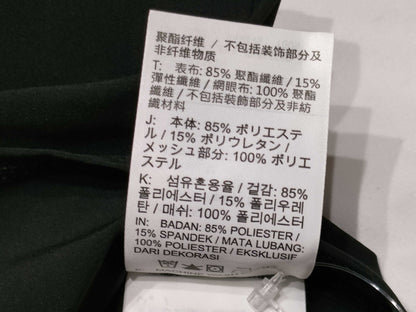 聚酯纤维 / 不包括装饰部分及
非纤维物质
T: 表布: 85% 聚酯纖維 / 15%
彈性纖維 / 網眼布: 100% 聚酯
纖維 / 不包括裝飾部分及非紡
織材料
J: 本体: 85% ポリエステ
ル / 15% ポリウレタン /
メッシュ部分: 100% ポリエ
ステル
K: 섬유혼용율 / 겉감: 85%
폴리에스터 / 15% 폴리우레
탄 / 매쉬: 100% 폴리에스터
IN: BADAN: 85% POLIESTER /
15% SPANDEK / MATA LUBANG:
100% POLIESTER / EKSKLUSIF
DARI DEKORASI